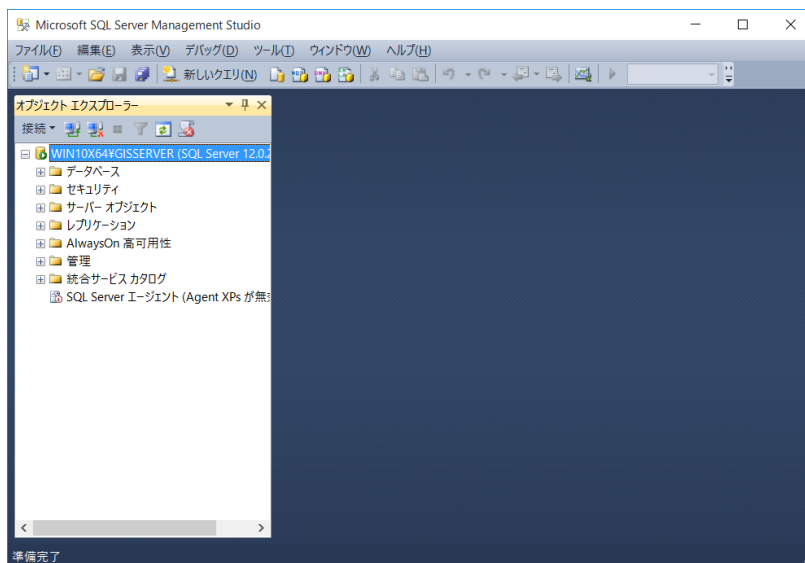 Microsoft SQL Server Management Studio
ファイル(F) 編集(E) 表示(V) デバッグ(D) ツール(T) ウィンドウ(W) ヘルプ(H)
新しいクエリ(N)
オブジェクト エクスプローラー
接続
WIN10X64¥GISSERVER (SQL Server 12.0.2
データベース
セキュリティ
サーバー オブジェクト
レプリケーション
AlwaysOn 高可用性
管理
統合サービス カタログ
SQL Server エージェント (Agent XPs が無効
準備完了